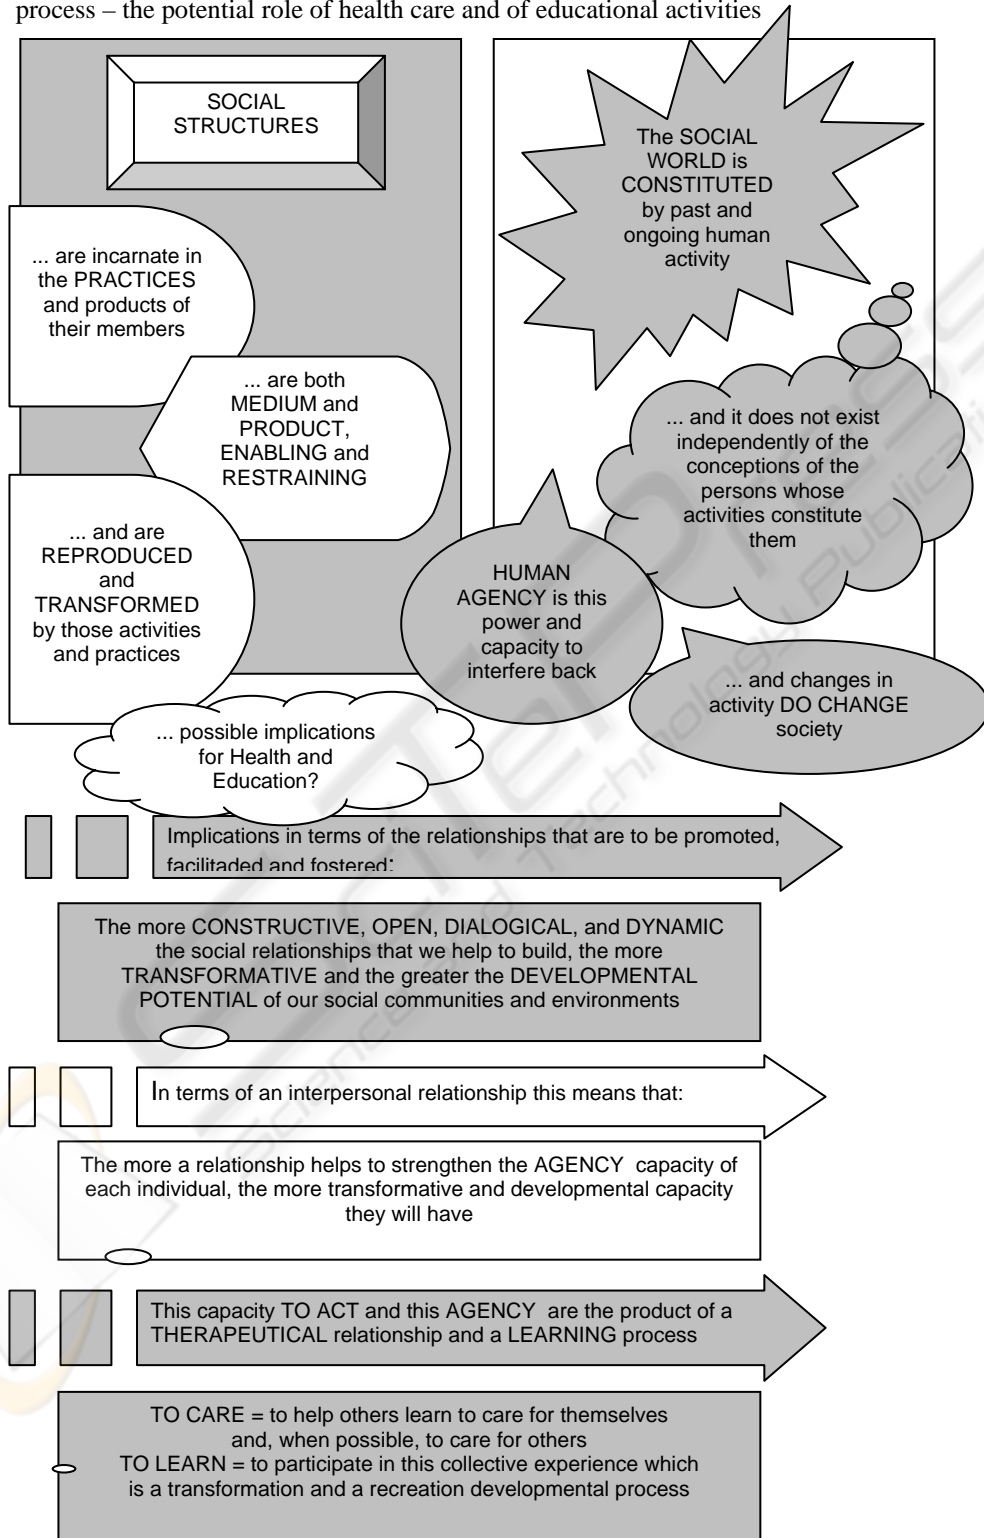 process – the potential role of health care and of educational activities
SOCIAL
STRUCTURES
... are incarnate in
the PRACTICES
and products of
their members
... are both
MEDIUM and
PRODUCT,
ENABLING and
RESTRAINING
... and are
REPRODUCED
and
TRANSFORMED
by those activities
and practices
The SOCIAL
WORLD is
CONSTITUTED
by past and
ongoing human
activity
... and it does not exist
independently of the
conceptions of the
persons whose
activities constitute
them
HUMAN
AGENCY is this
power and
capacity to
interfere back
... and changes in
activity DO CHANGE
society
... possible implications
for Health and
Education?
Implications in terms of the relationships that are to be promoted,
facilitaded and fostered:
The more CONSTRUCTIVE, OPEN, DIALOGICAL, and DYNAMIC
the social relationships that we help to build, the more
TRANSFORMATIVE and the greater the DEVELOPMENTAL
POTENTIAL of our social communities and environments
In terms of an interpersonal relationship this means that:
The more a relationship helps to strengthen the AGENCY capacity of
each individual, the more transformative and developmental capacity
they will have
This capacity TO ACT and this AGENCY are the product of a
THERAPEUTICAL relationship and a LEARNING process
TO CARE = to help others learn to care for themselves
and, when possible, to care for others
TO LEARN = to participate in this collective experience which
is a transformation and a recreation developmental process
Science and Technology